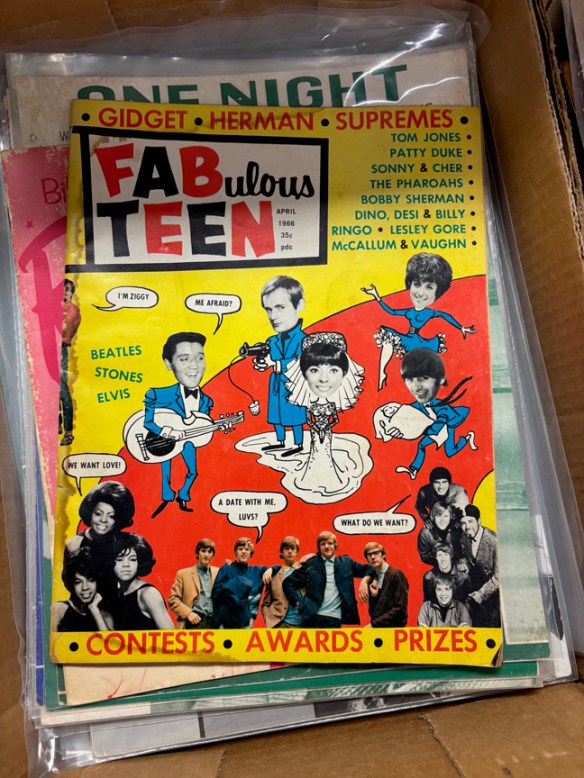 ONE NIGHT
Bi
• GIDGET • HERMAN • SUPREMES •
FABulous
TEEN
APRIL
1966
35c
pdc
TOM JONES •
PATTY DUKE •
SONNY & CHER •
THE PHAROAHS •
BOBBY SHERMAN •
DINO, DESI & BILLY •
RINGO • LESLEY GORE •
McCALLUM & VAUGHN •
I'M ZIGGY
ME AFRAID?
BEATLES
STONES
ELVIS
WE WANT LOVE!
A DATE WITH ME,
LUVS?
WHAT DO WE WANT?
• CONTESTS • AWARDS • PRIZES •